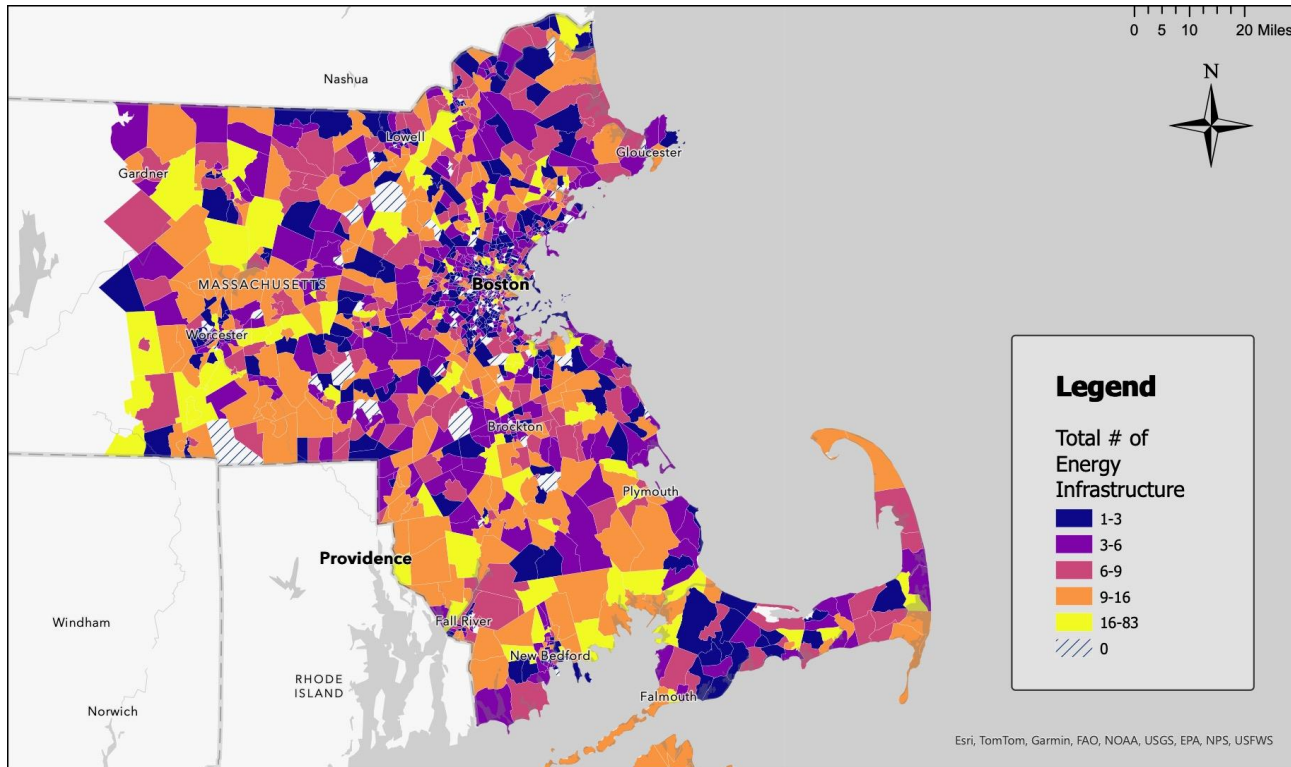 0 5 10 20 Miles
N
Nashua
Lowell
Gloucester
Gardner
MASSACHUSETTS
Boston
Worcester
Brockton
Plymouth
Providence
Fall River
New Bedford
Windham
RHODE
ISLAND
Falmouth
Norwich
Legend
Total # of
Energy
Infrastructure
1-3
3-6
6-9
9-16
16-83
0
Esri, TomTom, Garmin, FAO, NOAA, USGS, EPA, NPS, USFWS